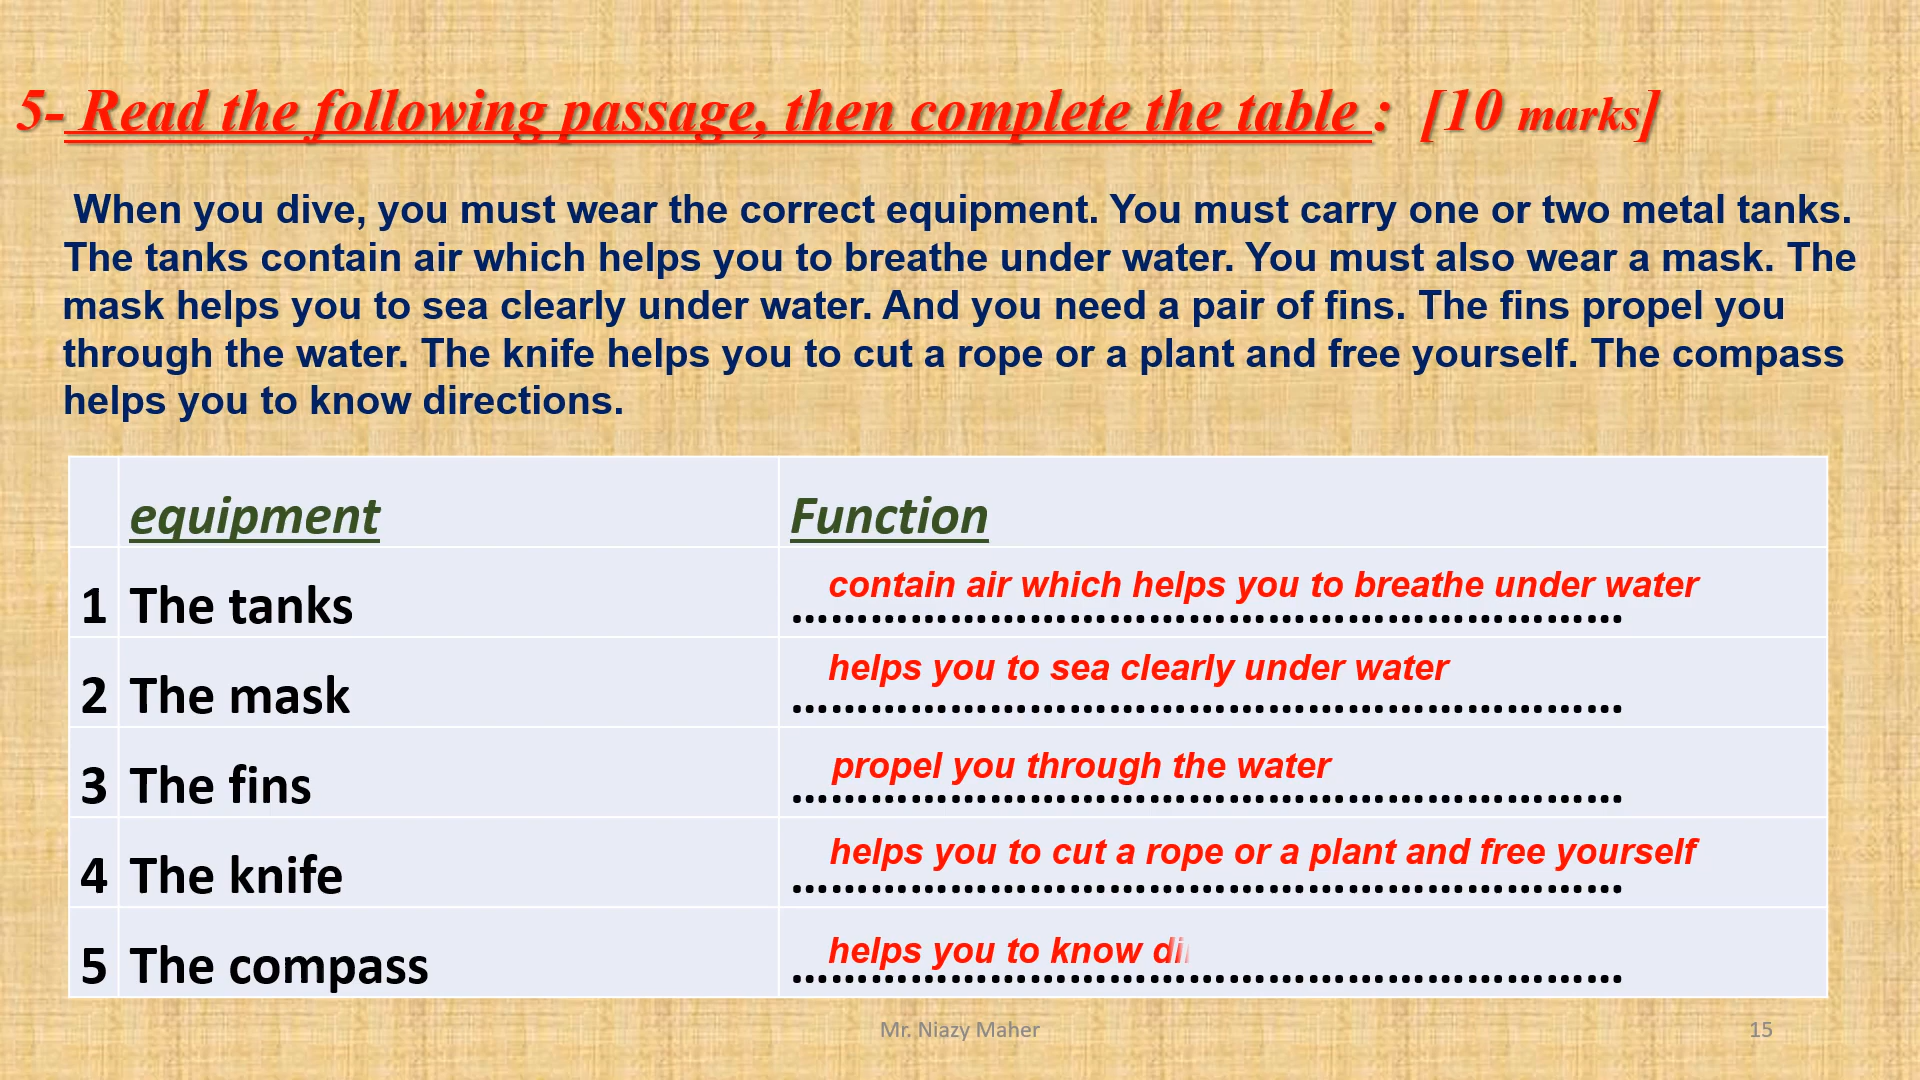 5- Read the following passage, then complete the table : [10 marks]
When you dive, you must wear the correct equipment. You must carry one or two metal tanks.
The tanks contain air which helps you to breathe under water. You must also wear a mask. The
mask helps you to sea clearly under water. And you need a pair of fins. The fins propel you
through the water. The knife helps you to cut a rope or a plant and free yourself. The compass
helps you to know directions.
equipment Function
1 The tanks contain air which helps you to breathe under water
2 The mask helps you to sea clearly under water
3 The fins propel you through the water
4 The knife helps you to cut a rope or a plant and free yourself
5 The compass helps you to know
Mr. Niazy Maher 15